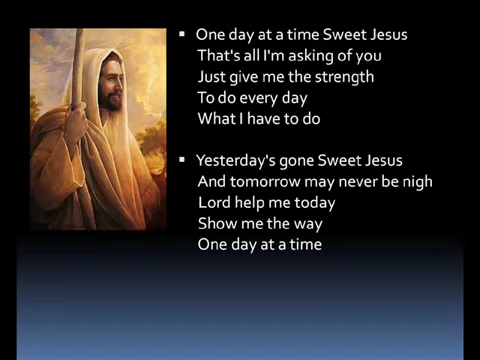 ▪ One day at a time Sweet Jesus
That's all I'm asking of you
Just give me the strength
To do every day
What I have to do
▪ Yesterday's gone Sweet Jesus
And tomorrow may never be nigh
Lord help me today
Show me the way
One day at a time